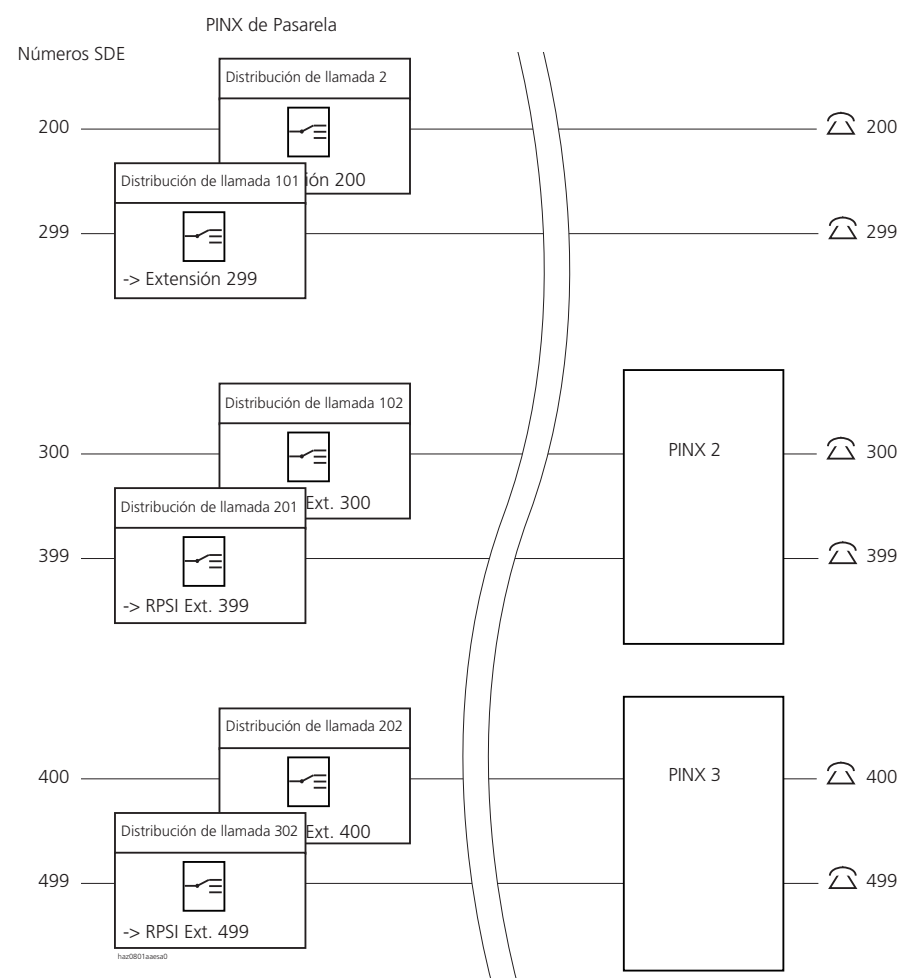 PINX de Pasarela
Números SDE
Distribución de llamada 2
200
200
Distribución de llamada 101
ión 200
299
299
-> Extensión 299
Distribución de llamada 102
300
PINX 2
300
Distribución de llamada 201
Ext. 300
399
399
-> RPSI Ext. 399
Distribución de llamada 202
400
PINX 3
400
Distribución de llamada 302
Ext. 400
499
499
-> RPSI Ext. 499
haz0801aaesa0